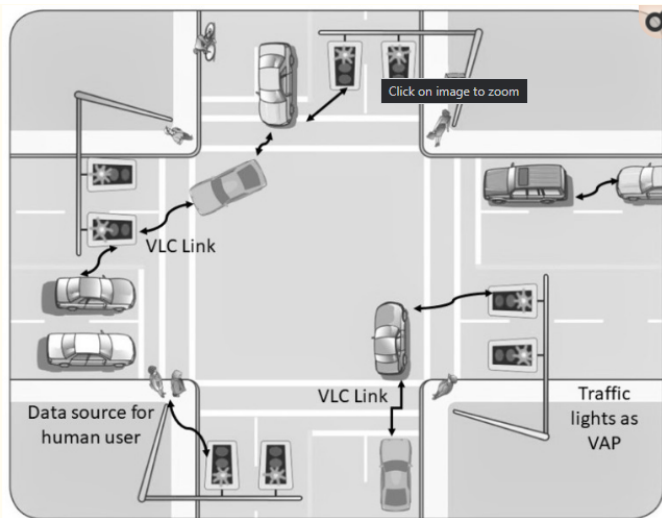 Click on image to zoom
VLC Link
VLC Link
Data source for
human user
Traffic
lights as
VAP